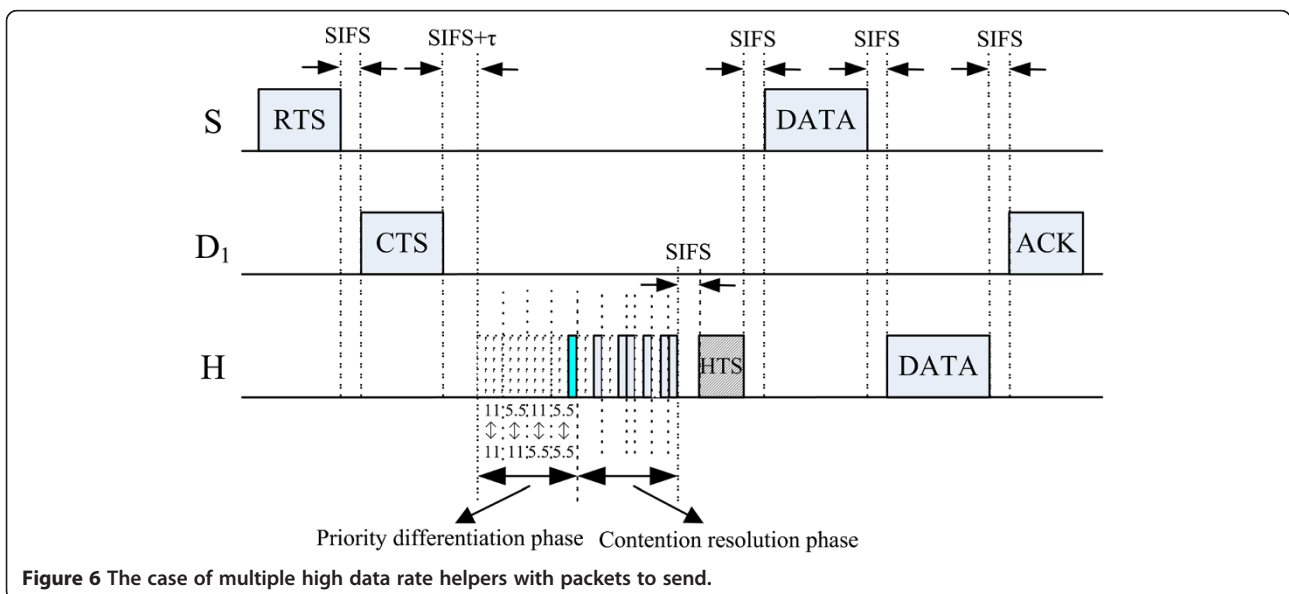 SIFS SIFS+τ SIFS SIFS SIFS
S RTS DATA
D₁ CTS ACK
SIFS
H HTS DATA
11 5.5 11 5.5
11 11 5.5 5.5
Priority differentiation phase Contention resolution phase
Figure 6 The case of multiple high data rate helpers with packets to send.